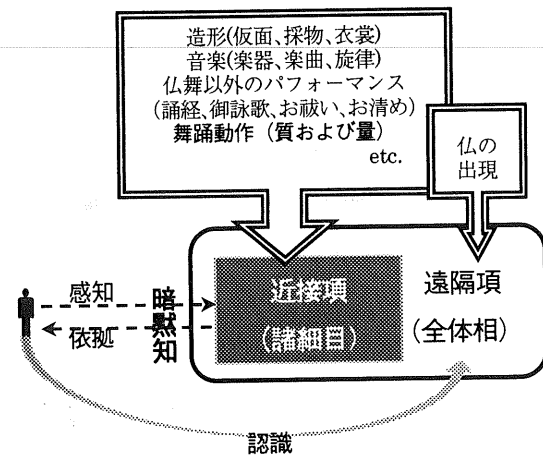 造形(仮面、採物、衣裳)
音楽(楽器、楽曲、旋律)
仏舞以外のパフォーマンス
(誦経、御詠歌、お祓い、お清め)
舞踊動作（質および量）
etc.
仏の
出現
感知
依拠
暗黙知
近接項
(諸細目)
遠隔項
(全体相)
認識